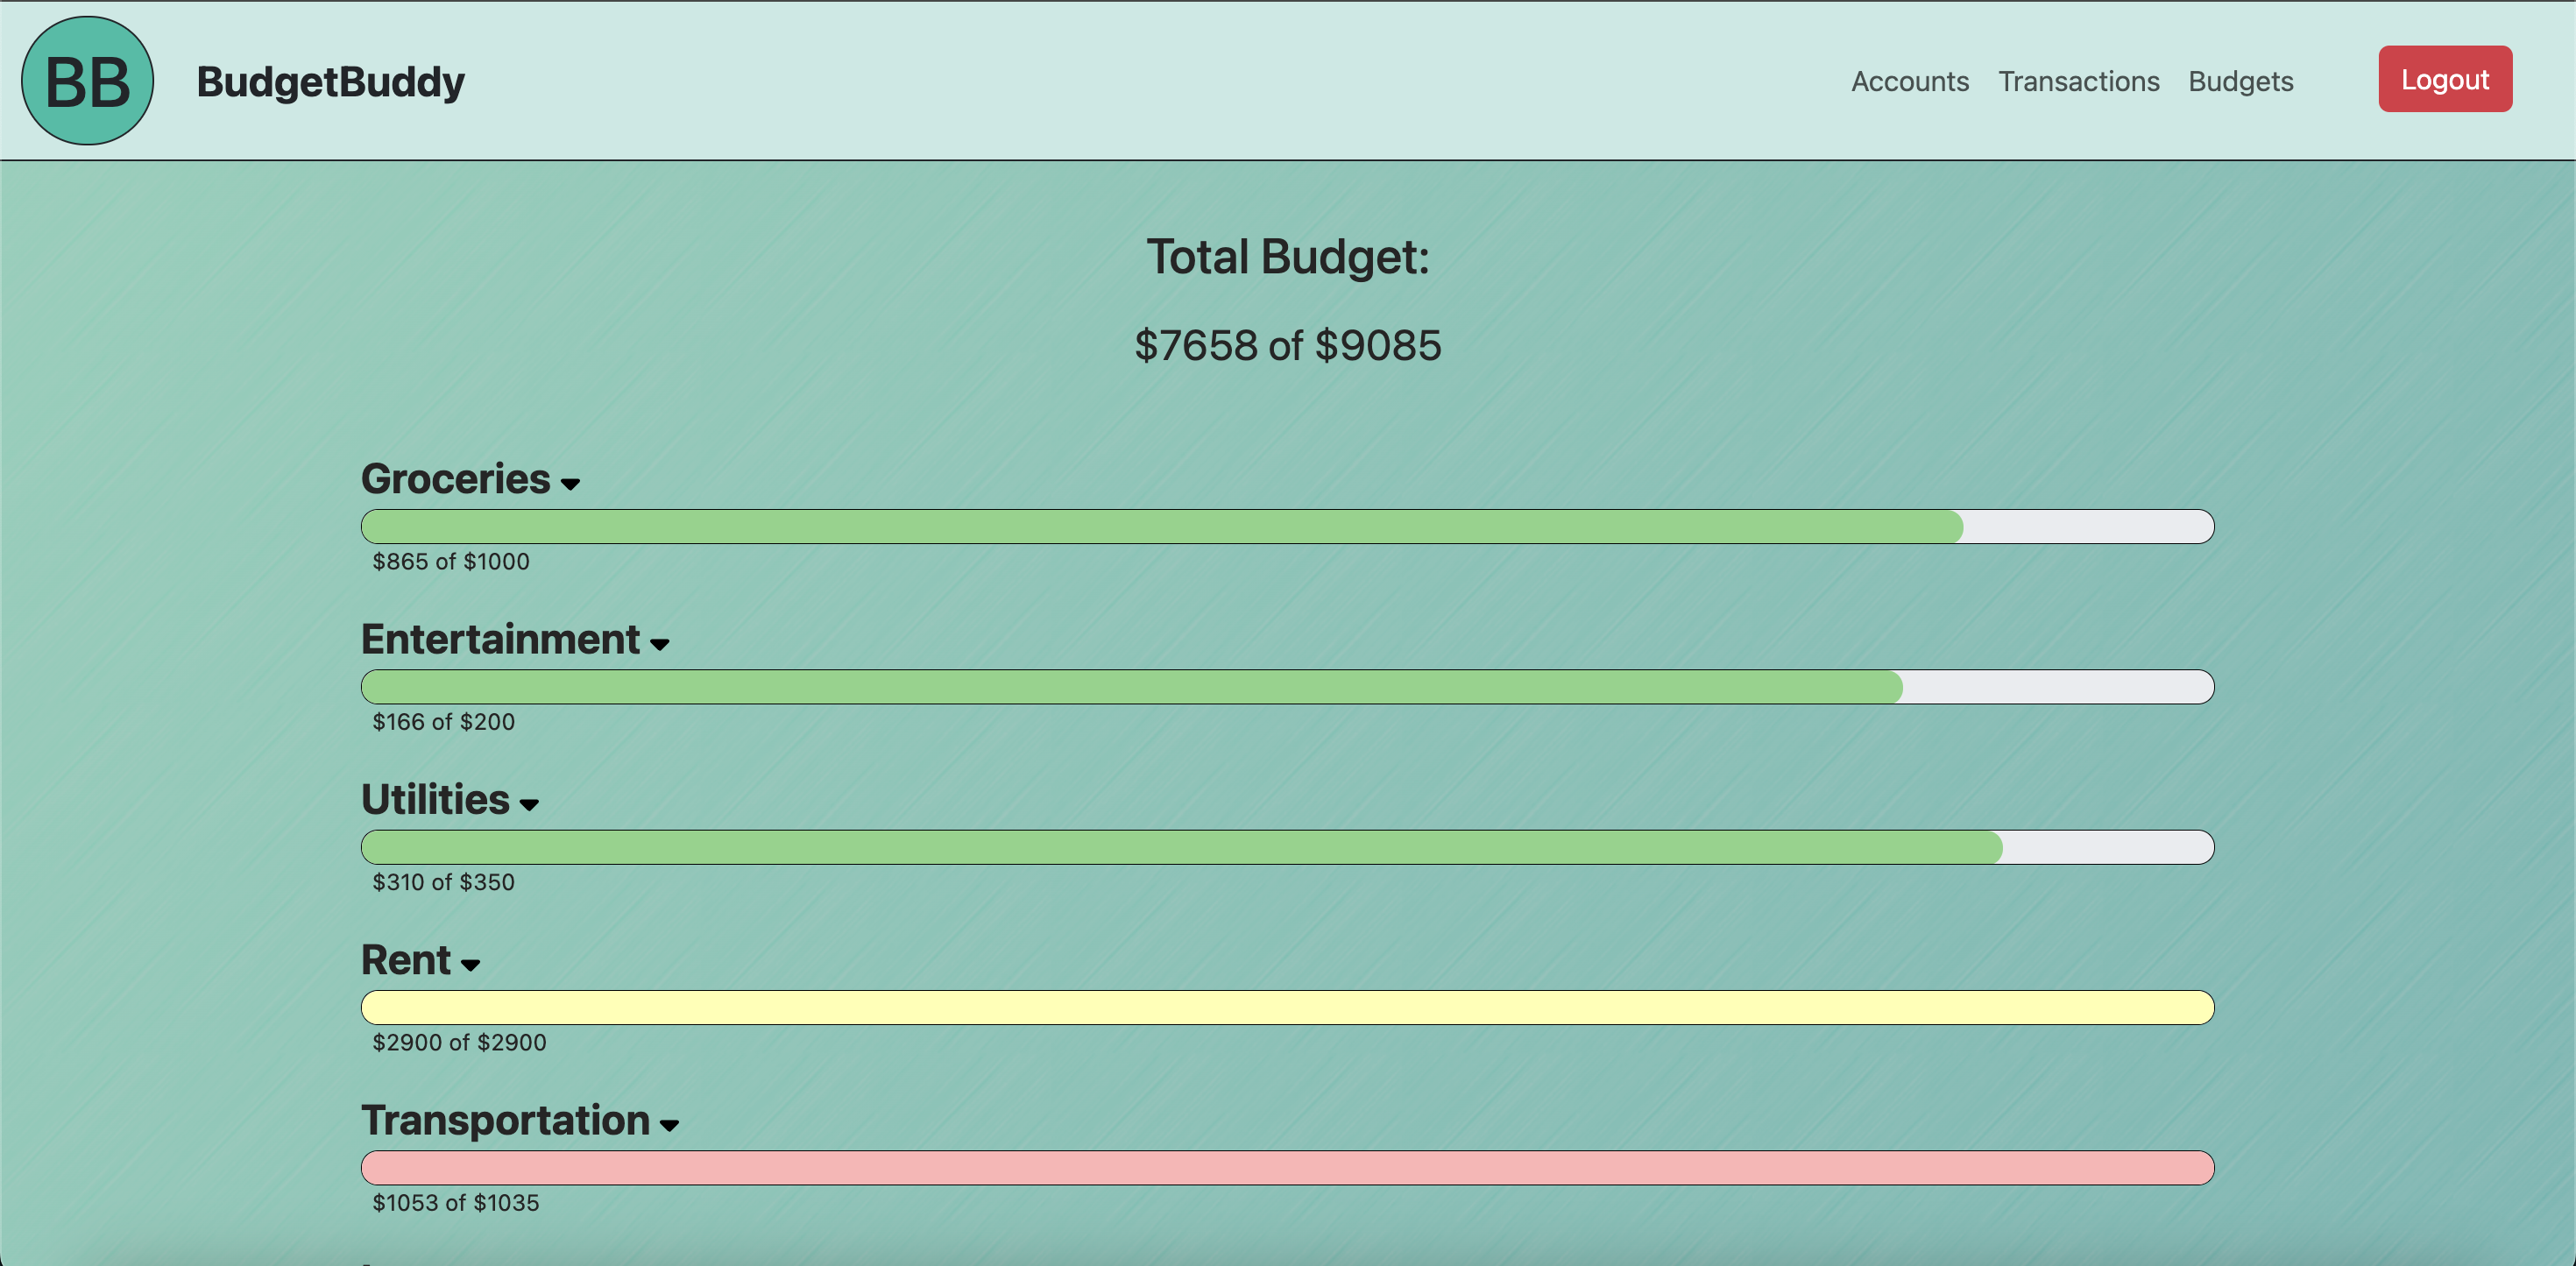 BB
BudgetBuddy
Accounts Transactions Budgets
Logout
Total Budget:
$7658 of $9085
Groceries
$865 of $1000
Entertainment
$166 of $200
Utilities
$310 of $350
Rent
$2900 of $2900
Transportation
$1053 of $1035